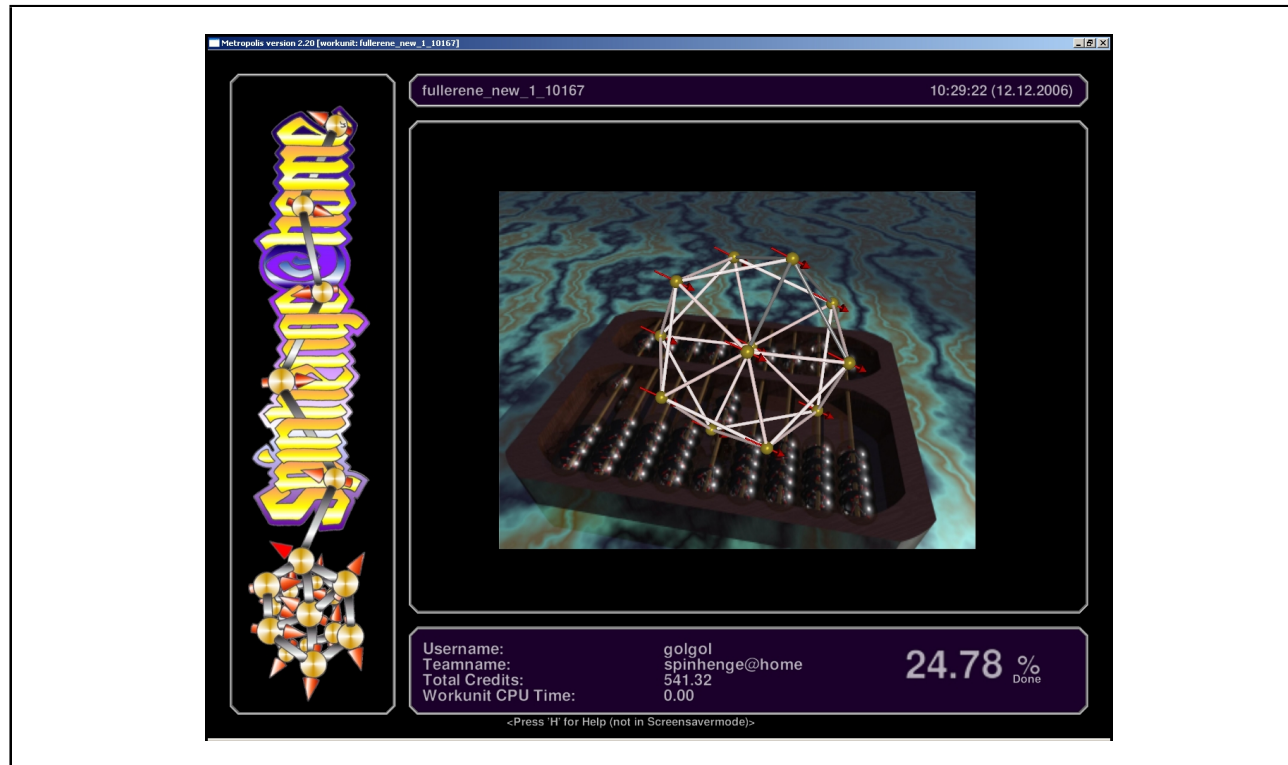 Metropolis version 2.20 [workunit: fullerene_new_1_10167]
fullerene_new_1_10167 10:29:22 (12.12.2006)
Spinhenge@home
Username: golgol
Teamname: spinhenge@home
Total Credits: 541.32
Workunit CPU Time: 0.00
24.78 %
Done
<Press 'H' for Help (not in Screensavermode)>